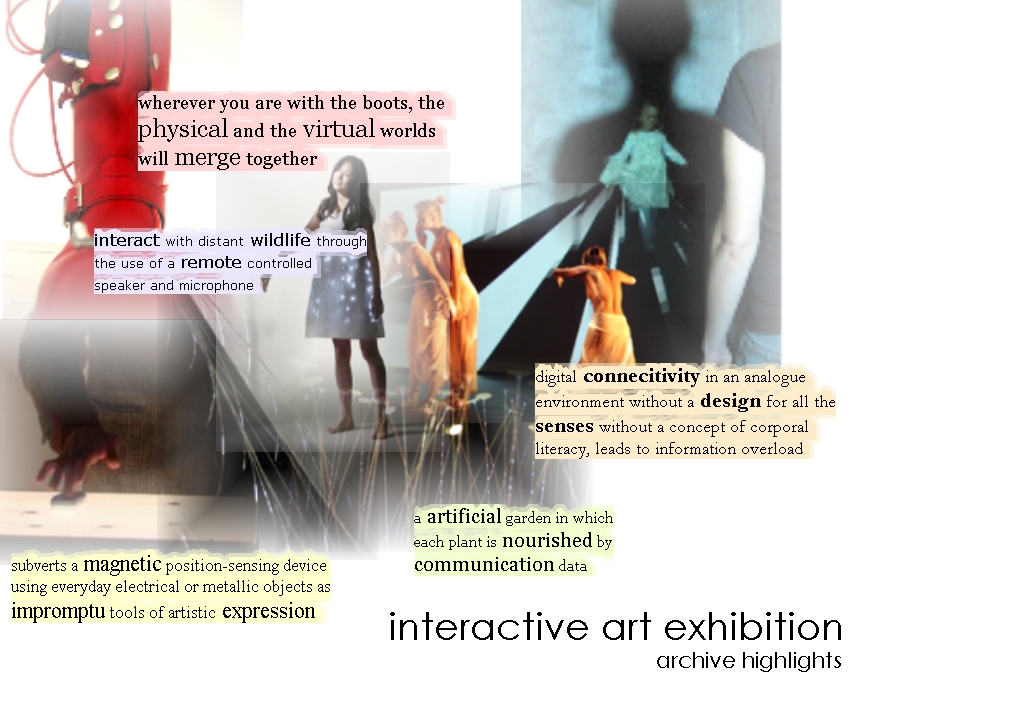 wherever you are with the boots, the
physical and the virtual worlds
will merge together
interact with distant wildlife through
the use of a remote controlled
speaker and microphone
digital connecitivity in an analogue
environment without a design for all the
senses without a concept of corporal
literacy, leads to information overload
a artificial garden in which
each plant is nourished by
communication data
subverts a magnetic position-sensing device
using everyday electrical or metallic objects as
impromptu tools of artistic expression
interactive art exhibition
archive highlights